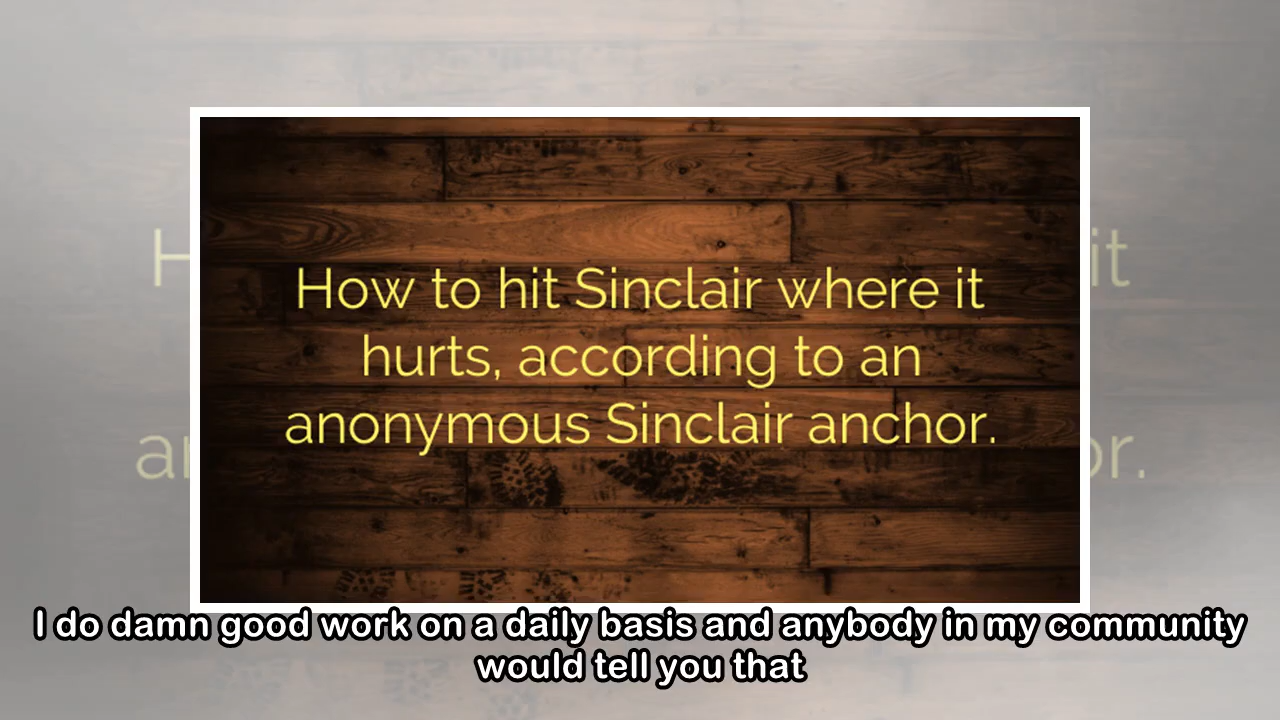 How to hit Sinclair where it
hurts, according to an
anonymous Sinclair anchor.
I do damn good work on a daily basis and anybody in my community
would tell you that